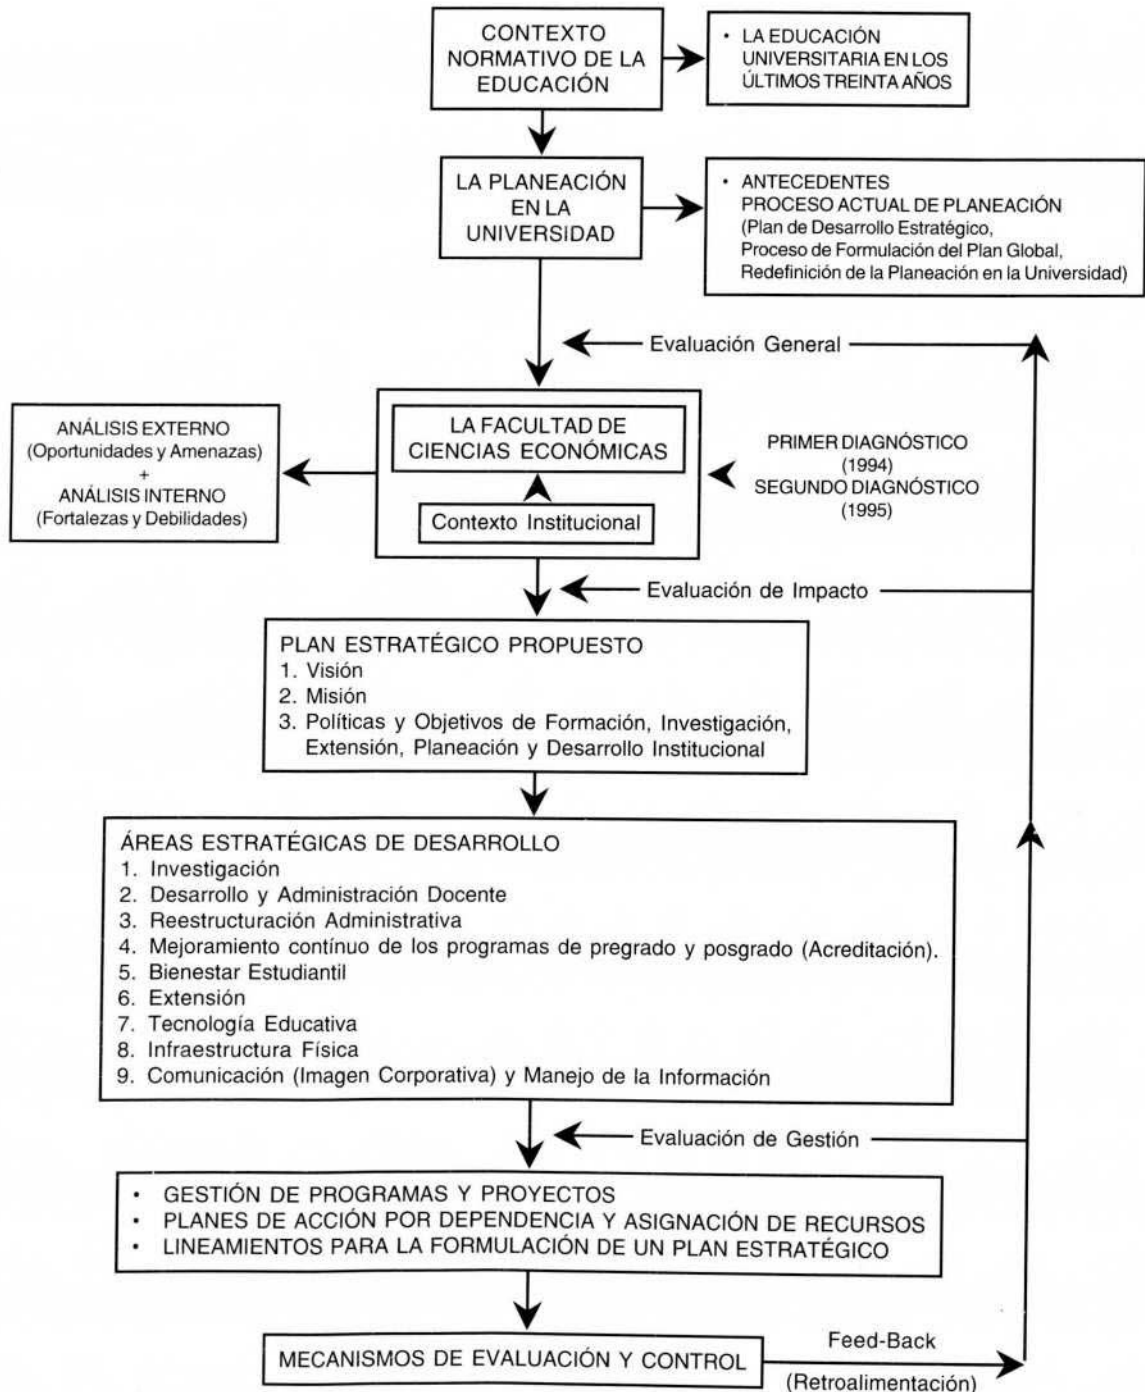 CONTEXTO
NORMATIVO DE LA
EDUCACIÓN
• LA EDUCACIÓN
UNIVERSITARIA EN LOS
ÚLTIMOS TREINTA AÑOS
LA PLANEACIÓN
EN LA
UNIVERSIDAD
• ANTECEDENTES
PROCESO ACTUAL DE PLANEACIÓN
(Plan de Desarrollo Estratégico,
Proceso de Formulación del Plan Global,
Redefinición de la Planeación en la Universidad)
Evaluación General
ANÁLISIS EXTERNO
(Oportunidades y Amenazas)
+
ANÁLISIS INTERNO
(Fortalezas y Debilidades)
LA FACULTAD DE
CIENCIAS ECONÓMICAS
Contexto Institucional
PRIMER DIAGNÓSTICO
(1994)
SEGUNDO DIAGNÓSTICO
(1995)
Evaluación de Impacto
PLAN ESTRATÉGICO PROPUESTO
1. Visión
2. Misión
3. Políticas y Objetivos de Formación, Investigación,
Extensión, Planeación y Desarrollo Institucional
ÁREAS ESTRATÉGICAS DE DESARROLLO
1. Investigación
2. Desarrollo y Administración Docente
3. Reestructuración Administrativa
4. Mejoramiento contínuo de los programas de pregrado y posgrado (Acreditación).
5. Bienestar Estudiantil
6. Extensión
7. Tecnología Educativa
8. Infraestructura Física
9. Comunicación (Imagen Corporativa) y Manejo de la Información
Evaluación de Gestión
• GESTIÓN DE PROGRAMAS Y PROYECTOS
• PLANES DE ACCIÓN POR DEPENDENCIA Y ASIGNACIÓN DE RECURSOS
• LINEAMIENTOS PARA LA FORMULACIÓN DE UN PLAN ESTRATÉGICO
MECANISMOS DE EVALUACIÓN Y CONTROL
Feed-Back
(Retroalimentación)